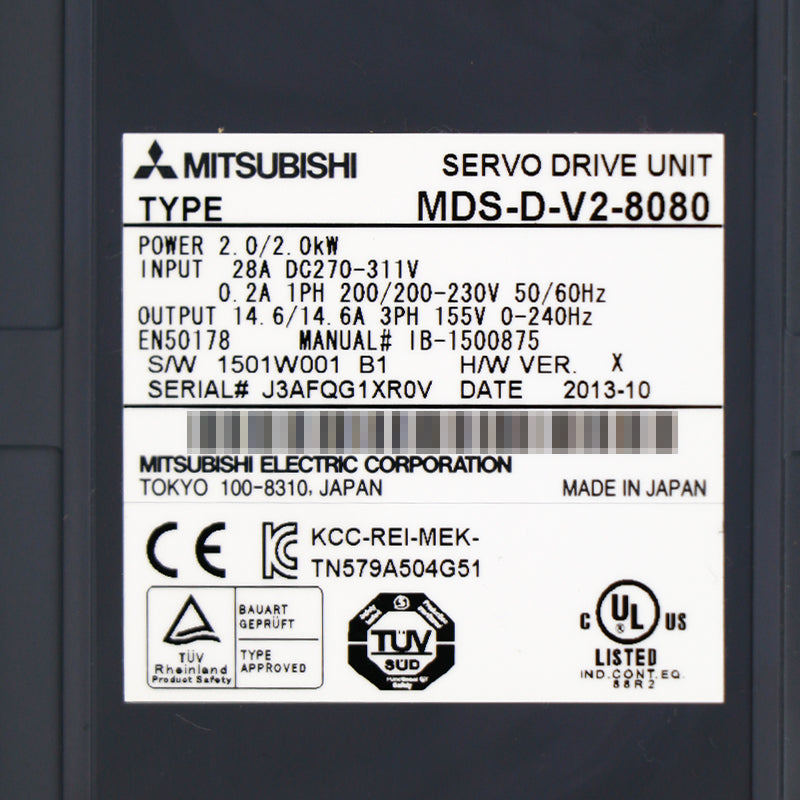 MITSUBISHI SERVO DRIVE UNIT
TYPE MDS-D-V2-8080
POWER 2.0/2.0kW
INPUT 28A DC270-311V
0.2A 1PH 200/200-230V 50/60Hz
OUTPUT 14.6/14.6A 3PH 155V 0-240Hz
EN50178 MANUAL# IB-1500875
S/W 1501W001 B1 H/W VER. X
SERIAL# J3AFQG1XR0V DATE 2013-10
MITSUBISHI ELECTRIC CORPORATION
TOKYO 100-8310, JAPAN MADE IN JAPAN
CE KC KCC-REI-MEK-
TN579A504G51
TÜV
Rheinland
Product Safety
BAUART
GEPRÜFT
TYPE
APPROVED
TÜV
SÜD
Functional
Safety
C UL US
®
LISTED
IND.CONT.EQ.
88R2